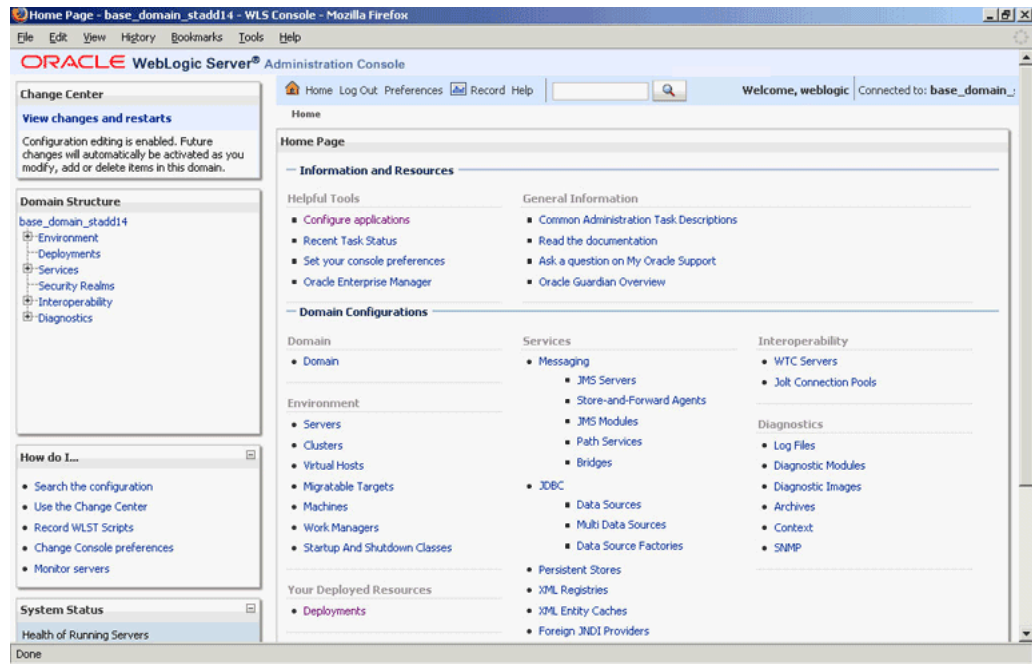 Home Page - base_domain_stadd14 - WLS Console - Mozilla Firefox
File Edit View History Bookmarks Tools Help
ORACLE WebLogic Server® Administration Console
Change Center
View changes and restarts
Configuration editing is enabled. Future
changes will automatically be activated as you
modify, add or delete items in this domain.
Domain Structure
base_domain_stadd14
Environment
Deployments
Services
Security Realms
Interoperability
Diagnostics
How do I...
Search the configuration
Use the Change Center
Record WLST Scripts
Change Console preferences
Monitor servers
System Status
Health of Running Servers
Home Log Out Preferences Record Help
Welcome, weblogic Connected to: base_domain_
Home
Home Page
Information and Resources
Helpful Tools
Configure applications
Recent Task Status
Set your console preferences
Oracle Enterprise Manager
General Information
Common Administration Task Descriptions
Read the documentation
Ask a question on My Oracle Support
Oracle Guardian Overview
Domain Configurations
Domain
Domain
Environment
Servers
Clusters
Virtual Hosts
Migratable Targets
Machines
Work Managers
Startup And Shutdown Classes
Your Deployed Resources
Deployments
Services
Messaging
JMS Servers
Store-and-Forward Agents
JMS Modules
Path Services
Bridges
JDBC
Data Sources
Multi Data Sources
Data Source Factories
Persistent Stores
XML Registries
XML Entity Caches
Foreign JNDI Providers
Interoperability
WTC Servers
Jolt Connection Pools
Diagnostics
Log Files
Diagnostic Modules
Diagnostic Images
Archives
Context
SNMP
Done